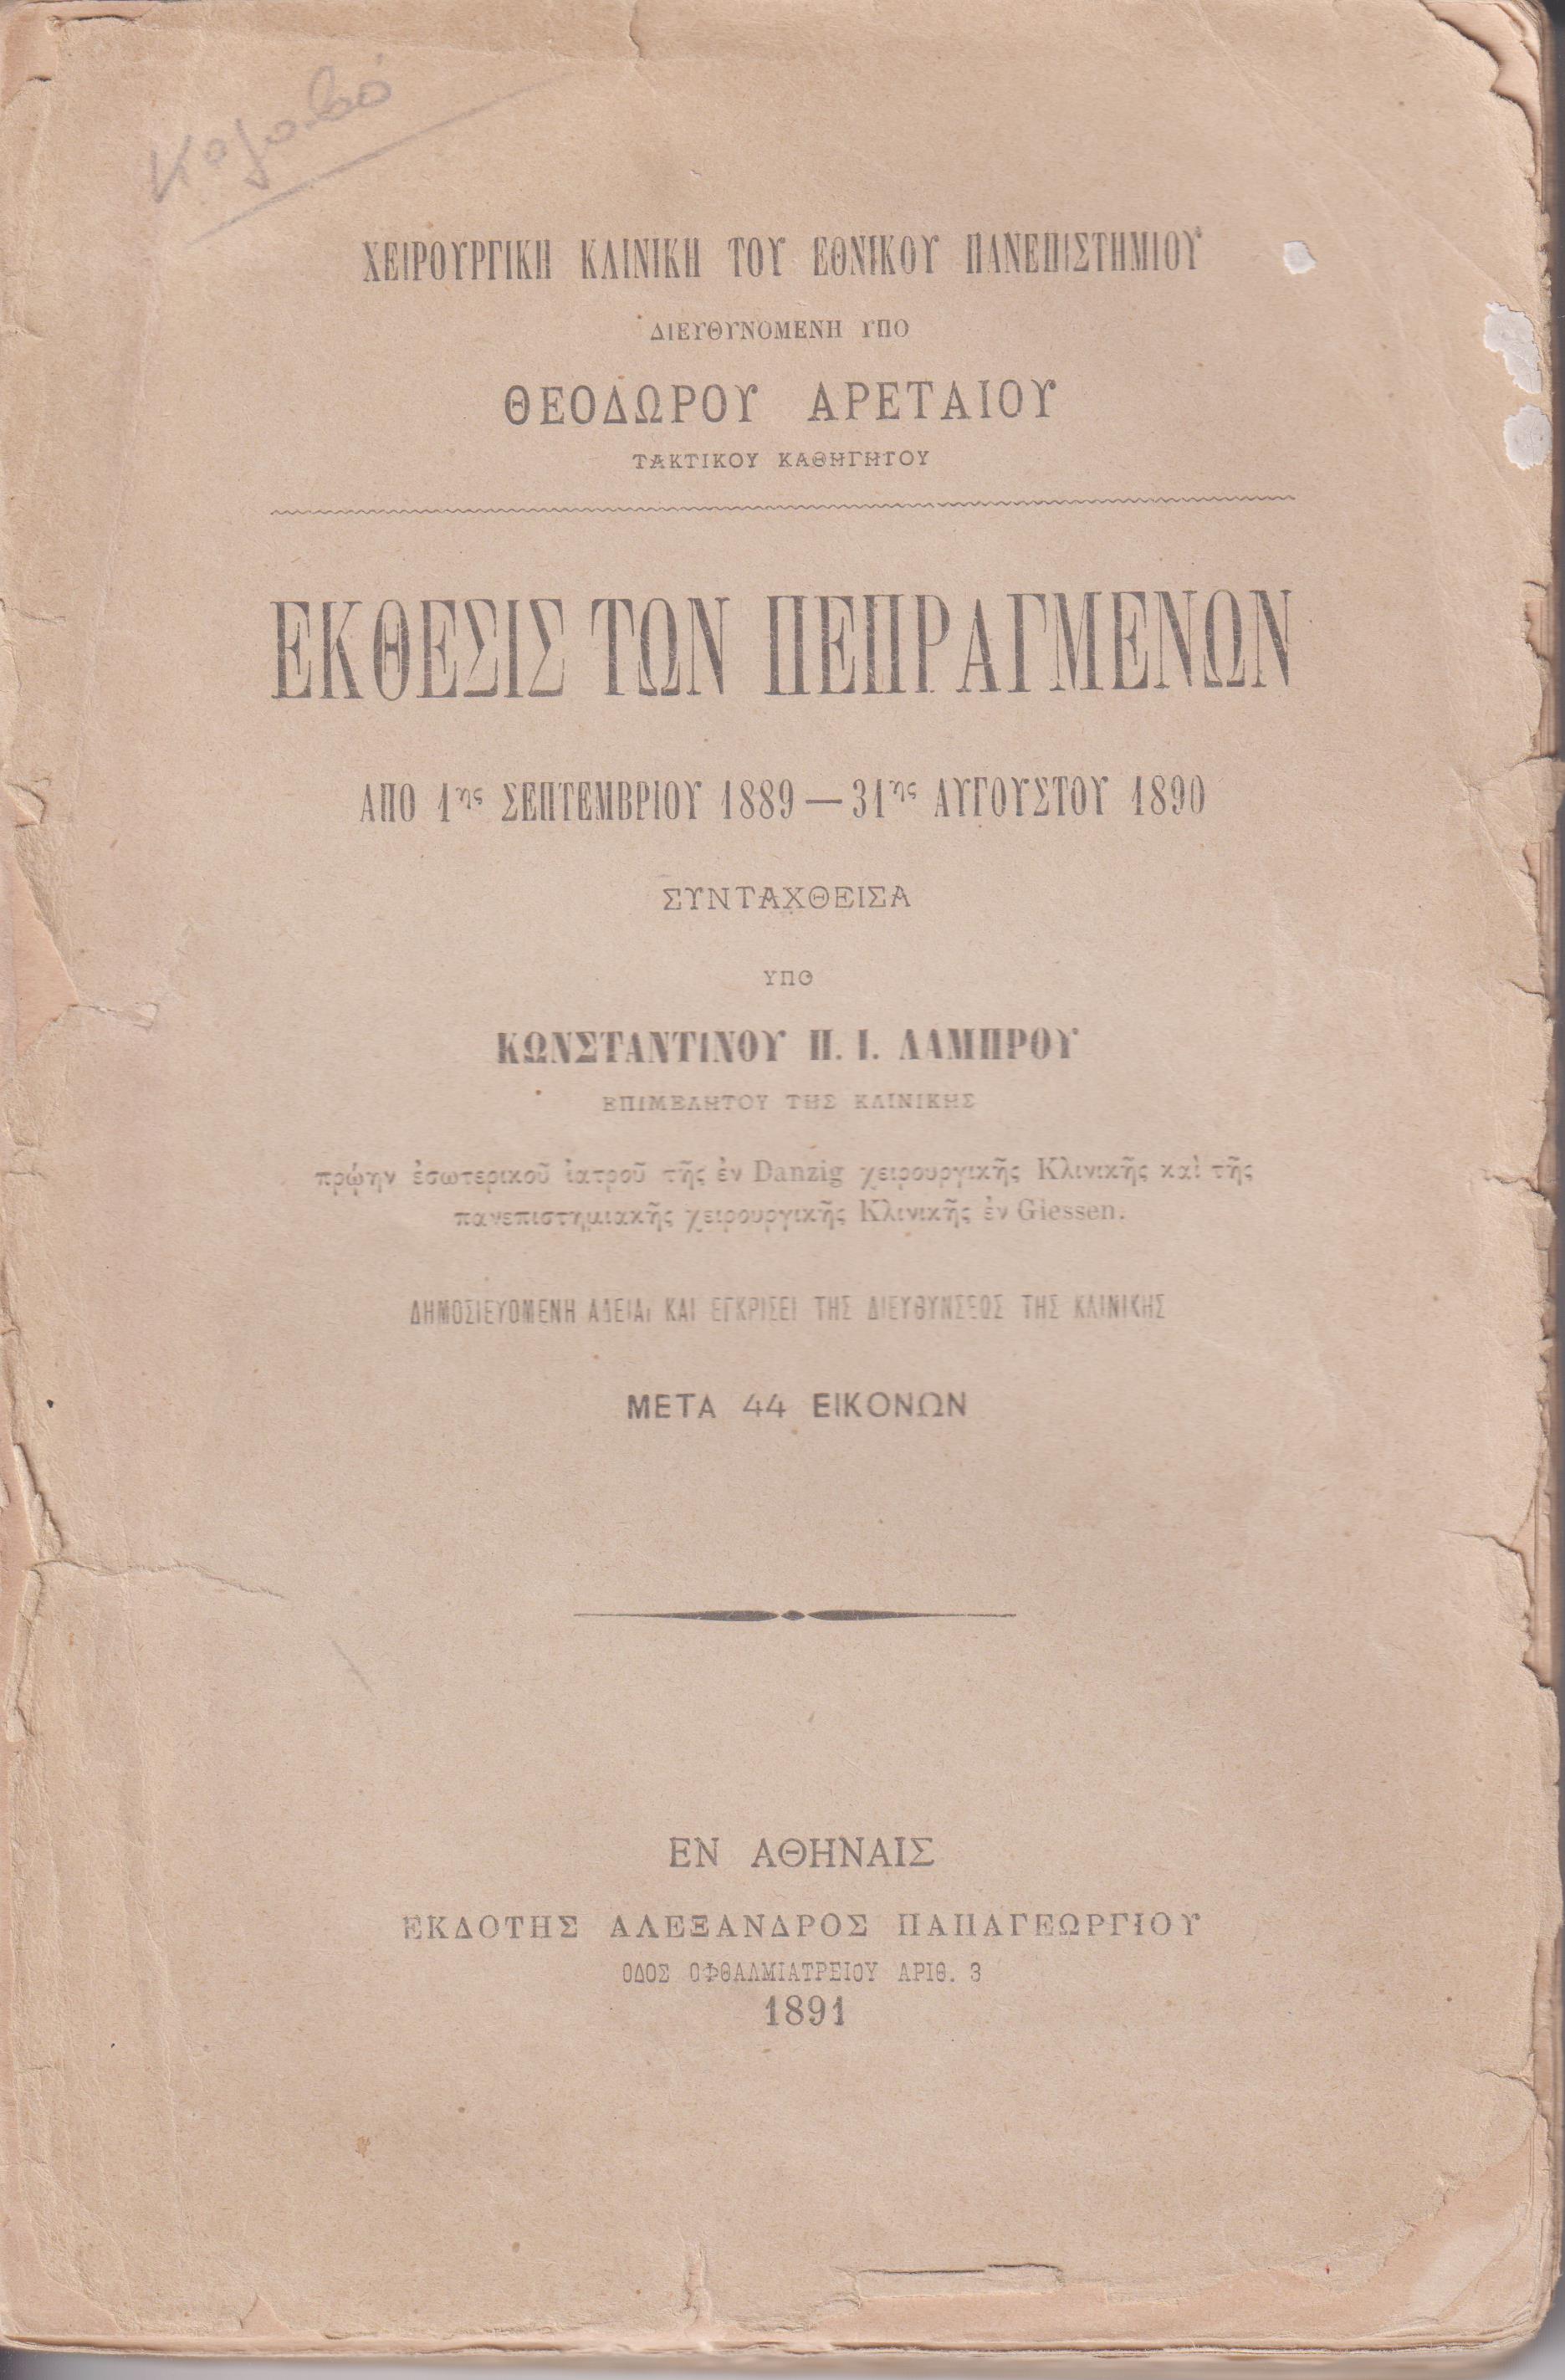 Κολοβό
ΧΕΙΡΟΥΡΓΙΚΗ ΚΛΙΝΙΚΗ ΤΟΥ ΕΘΝΙΚΟΥ ΠΑΝΕΠΙΣΤΗΜΙΟΥ
ΔΙΕΥΘΥΝΟΜΕΝΗ ΥΠΟ
ΘΕΟΔΩΡΟΥ ΑΡΕΤΑΙΟΥ
ΤΑΚΤΙΚΟΥ ΚΑΘΗΓΗΤΟΥ
ΕΚΘΕΣΙΣ ΤΩΝ ΠΕΠΡΑΓΜΕΝΩΝ
ΑΠΟ 1ης ΣΕΠΤΕΜΒΡΙΟΥ 1889 — 31ης ΑΥΓΟΥΣΤΟΥ 1890
ΣΥΝΤΑΧΘΕΙΣΑ
ΥΠΟ
ΚΩΝΣΤΑΝΤΙΝΟΥ Π. Ι. ΛΑΜΠΡΟΥ
ΕΠΙΜΕΛΗΤΟΥ ΤΗΣ ΚΛΙΝΙΚΗΣ
πρῴην ἐσωτερικοῦ ἰατροῦ τῆς ἐν Danzig χειρουργικῆς Κλινικῆς καὶ τῆς
πανεπιστημιακῆς χειρουργικῆς Κλινικῆς ἐν Giessen.
ΔΗΜΟΣΙΕΥΟΜΕΝΗ ΑΔΕΙΑι ΚΑΙ ΕΓΚΡΙΣΕΙ ΤΗΣ ΔΙΕΥΘΥΝΣΕΩΣ ΤΗΣ ΚΛΙΝΙΚΗΣ
ΜΕΤΑ 44 ΕΙΚΟΝΩΝ
ΕΝ ΑΘΗΝΑΙΣ
ΕΚΔΟΤΗΣ ΑΛΕΞΑΝΔΡΟΣ ΠΑΠΑΓΕΩΡΓΙΟΥ
ΟΔΟΣ ΟΦΘΑΛΜΙΑΤΡΕΙΟΥ ΑΡΙΘ. 3
1891